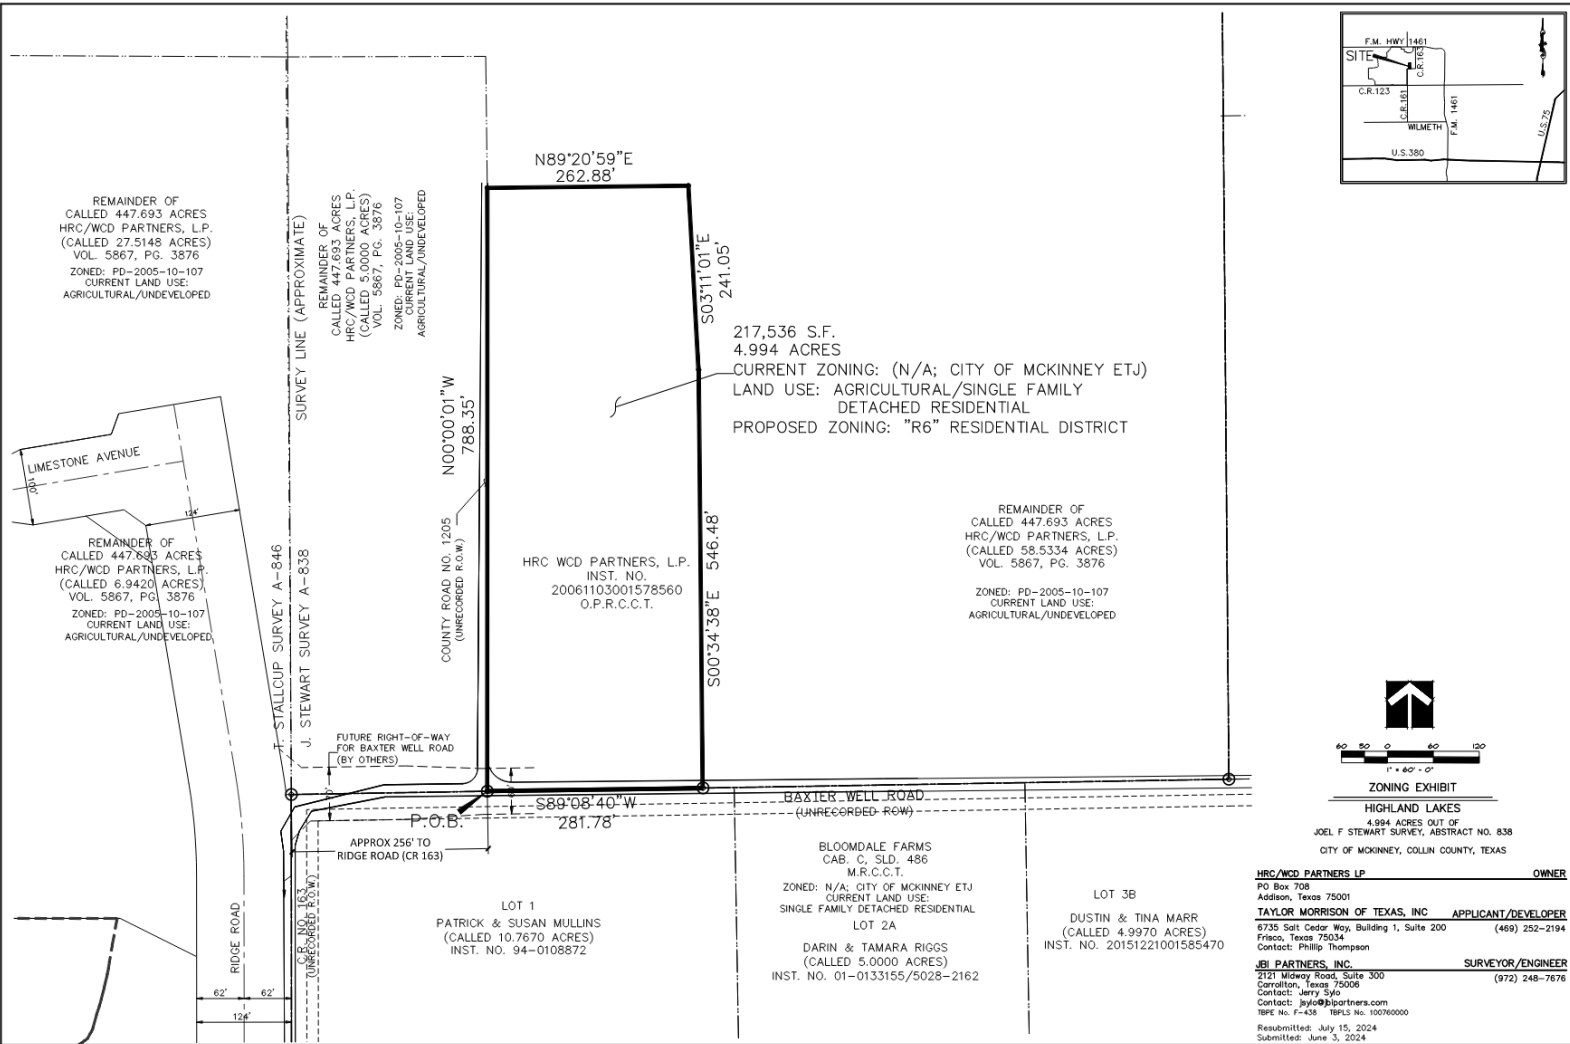 F.M. HWY 1461
SITE
C.R.163
C.R.123
C.R.161
WILMETH
F.M. 1461
U.S.75
U.S.380
N89°20'59"E
262.88'
REMAINDER OF
CALLED 447.693 ACRES
HRC/WCD PARTNERS, L.P.
(CALLED 27.5148 ACRES)
VOL. 5867, PG. 3876
ZONED: PD-2005-10-107
CURRENT LAND USE:
AGRICULTURAL/UNDEVELOPED
SURVEY LINE (APPROXIMATE)
REMAINDER OF
CALLED 447.693 ACRES
HRC/WCD PARTNERS, L.P.
(CALLED 5.0000 ACRES)
VOL. 5867, PG. 3876
ZONED: PD-2005-10-107
CURRENT LAND USE:
AGRICULTURAL/UNDEVELOPED
S03°11'01"E
241.05'
217,536 S.F.
4.994 ACRES
CURRENT ZONING: (N/A; CITY OF MCKINNEY ETJ)
LAND USE: AGRICULTURAL/SINGLE FAMILY
DETACHED RESIDENTIAL
PROPOSED ZONING: "R6" RESIDENTIAL DISTRICT
N00°00'01"W
788.35'
LIMESTONE AVENUE
100'
124'
REMAINDER OF
CALLED 447.693 ACRES
HRC/WCD PARTNERS, L.P.
(CALLED 6.9420 ACRES)
VOL. 5867, PG. 3876
ZONED: PD-2005-10-107
CURRENT LAND USE:
AGRICULTURAL/UNDEVELOPED
T. STALLCUP SURVEY A-846
J. STEWART SURVEY A-838
COUNTY ROAD NO. 1205
(UNRECORDED R.O.W.)
HRC WCD PARTNERS, L.P.
INST. NO.
20061103001578560
O.P.R.C.C.T.
S00°34'38"E 546.48'
REMAINDER OF
CALLED 447.693 ACRES
HRC/WCD PARTNERS, L.P.
(CALLED 58.5334 ACRES)
VOL. 5867, PG. 3876
ZONED: PD-2005-10-107
CURRENT LAND USE:
AGRICULTURAL/UNDEVELOPED
FUTURE RIGHT-OF-WAY
FOR BAXTER WELL ROAD
(BY OTHERS)
S89°08'40"W
281.78'
P.O.B.
BAXTER WELL ROAD
(UNRECORDED ROW)
APPROX 256' TO
RIDGE ROAD (CR 163)
RIDGE ROAD
C.R. NO. 163
(UNRECORDED R.O.W.)
62'
62'
124'
LOT 1
PATRICK & SUSAN MULLINS
(CALLED 10.7670 ACRES)
INST. NO. 94-0108872
BLOOMDALE FARMS
CAB. C, SLD. 486
M.R.C.C.T.
ZONED: N/A; CITY OF MCKINNEY ETJ
CURRENT LAND USE:
SINGLE FAMILY DETACHED RESIDENTIAL
LOT 2A
DARIN & TAMARA RIGGS
(CALLED 5.0000 ACRES)
INST. NO. 01-0133155/5028-2162
LOT 3B
DUSTIN & TINA MARR
(CALLED 4.9970 ACRES)
INST. NO. 20151221001585470
60 50 0 60 120
1" = 60' - 0"
ZONING EXHIBIT
HIGHLAND LAKES
4.994 ACRES OUT OF
JOEL F STEWART SURVEY, ABSTRACT NO. 838
CITY OF MCKINNEY, COLLIN COUNTY, TEXAS
HRC/WCD PARTNERS LP OWNER
PO Box 708
Addison, Texas 75001
TAYLOR MORRISON OF TEXAS, INC APPLICANT/DEVELOPER
6735 Salt Cedar Way, Building 1, Suite 200 (469) 252-2194
Frisco, Texas 75034
Contact: Phillip Thompson
JBI PARTNERS, INC. SURVEYOR/ENGINEER
2121 Midway Road, Suite 300 (972) 248-7676
Carrollton, Texas 75006
Contact: Jerry Sylo
Contact: jsylo@jbipartners.com
TBPE No. F-438 TBPLS No. 100760000
Resubmitted: July 15, 2024
Submitted: June 3, 2024